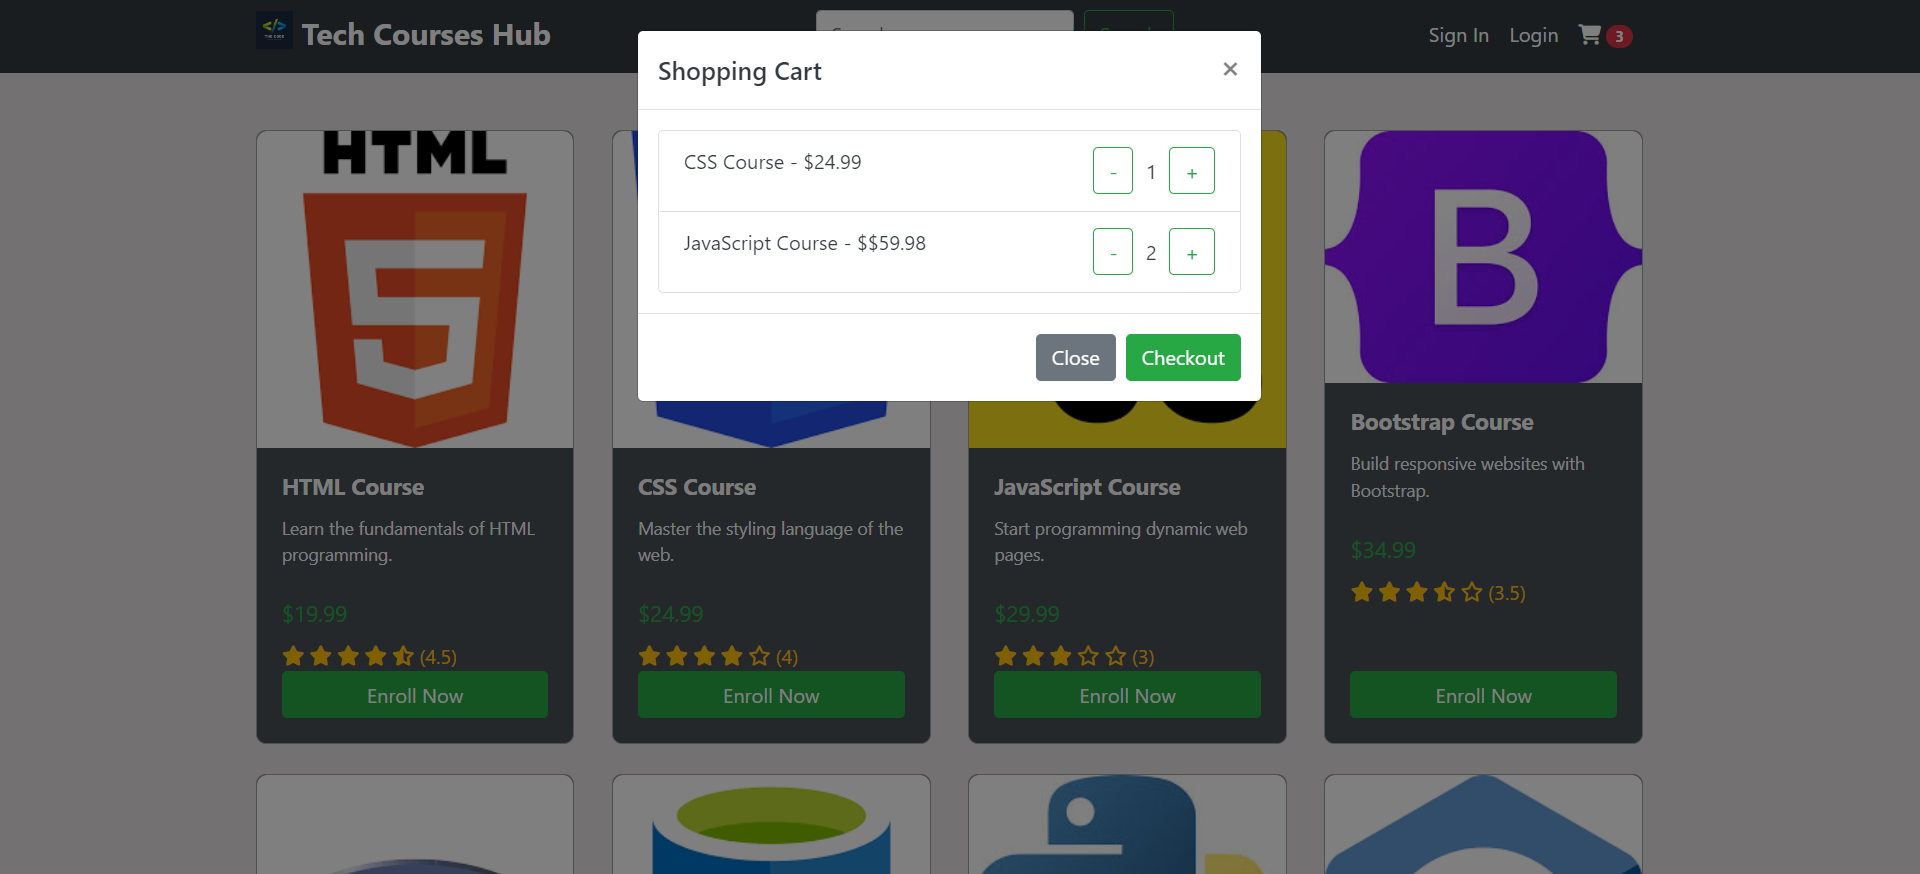 Tech Courses Hub
Sign In
Login
3
Shopping Cart
×
CSS Course - $24.99
- 1 +
JavaScript Course - $$59.98
- 2 +
Close
Checkout
HTML
B
HTML Course
Learn the fundamentals of HTML
programming.
$19.99
(4.5)
Enroll Now
CSS Course
Master the styling language of the
web.
$24.99
(4)
Enroll Now
JavaScript Course
Start programming dynamic web
pages.
$29.99
(3)
Enroll Now
Bootstrap Course
Build responsive websites with
Bootstrap.
$34.99
(3.5)
Enroll Now